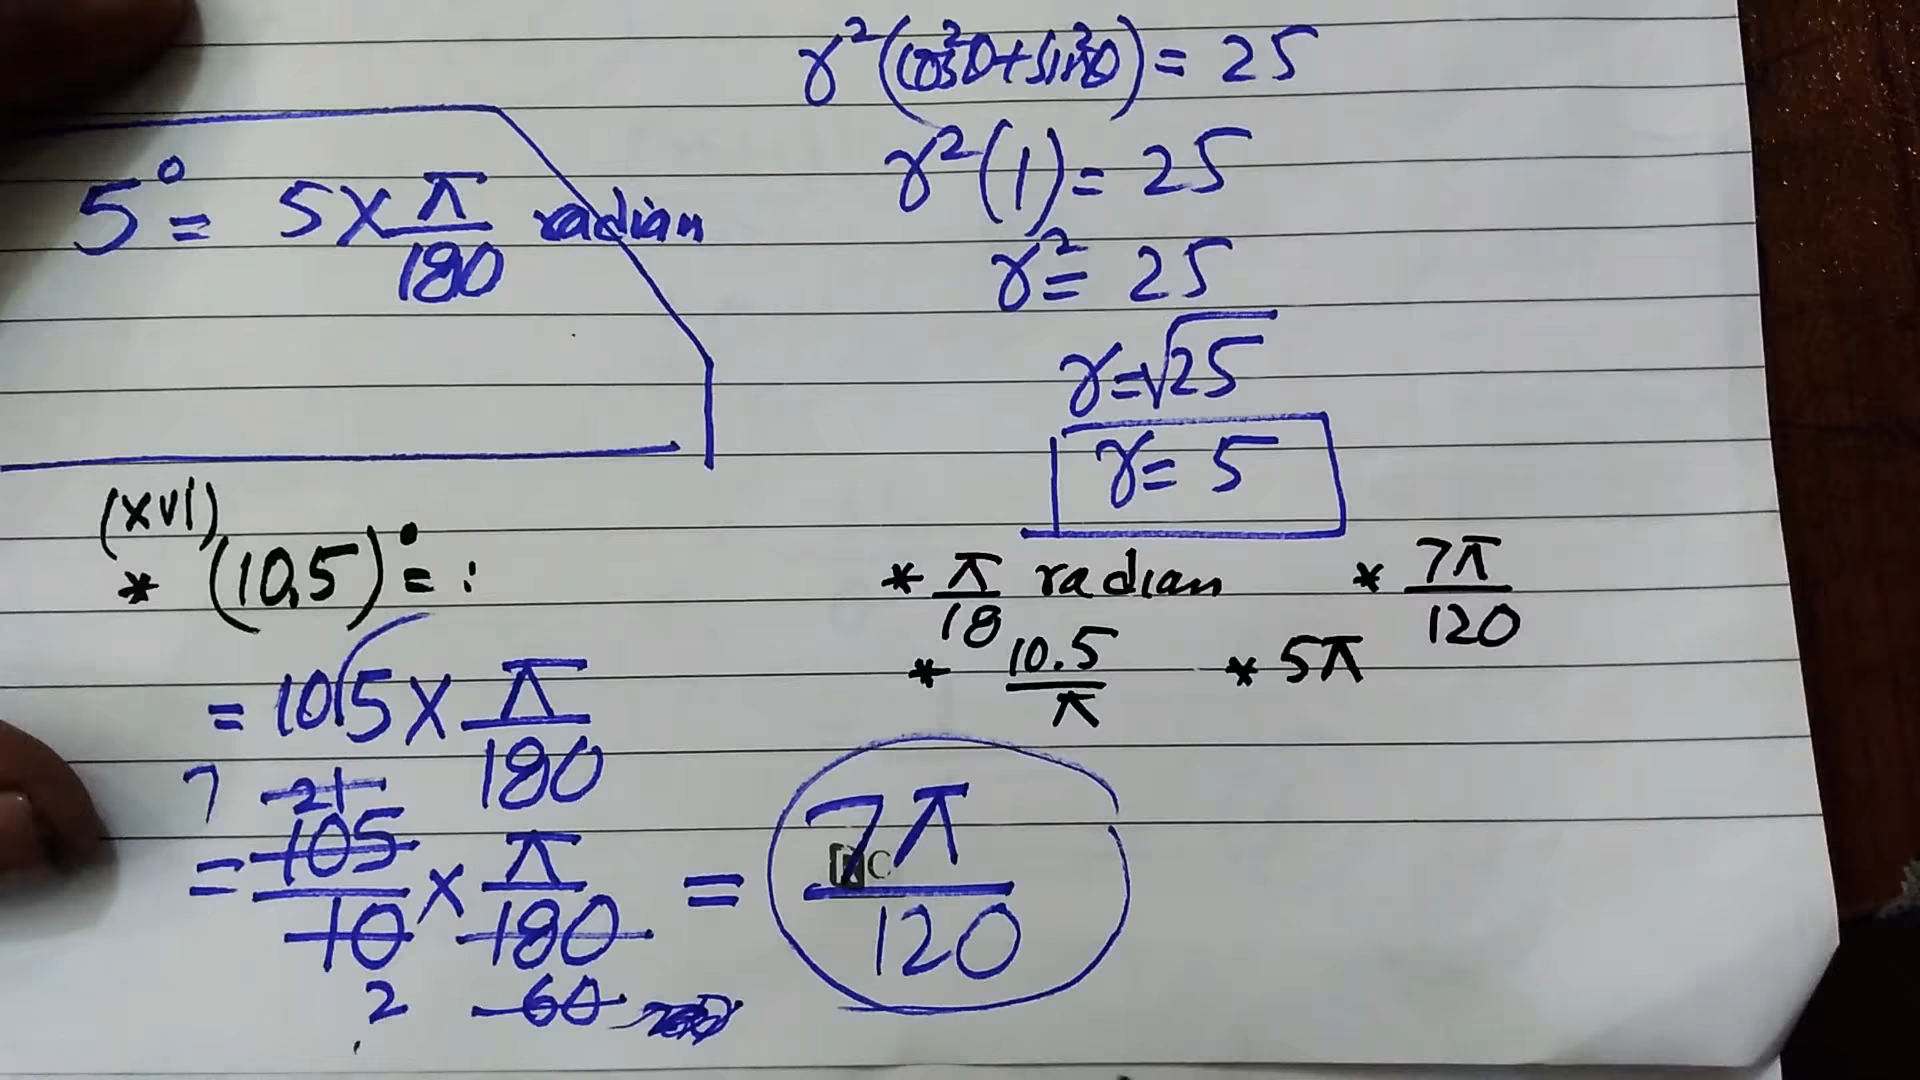 r²(cos²θ+sin²θ) = 25
5° = 5 × π/180 radian
r²(1) = 25
r² = 25
r = √25
r = 5
(xvi)
* (10.5)° = :
* π/18 radian * 7π/120
* 10.5/π * 5π
= 10.5 × π/180
7 21
= 105/10 × π/180 = 7π/120
2 60